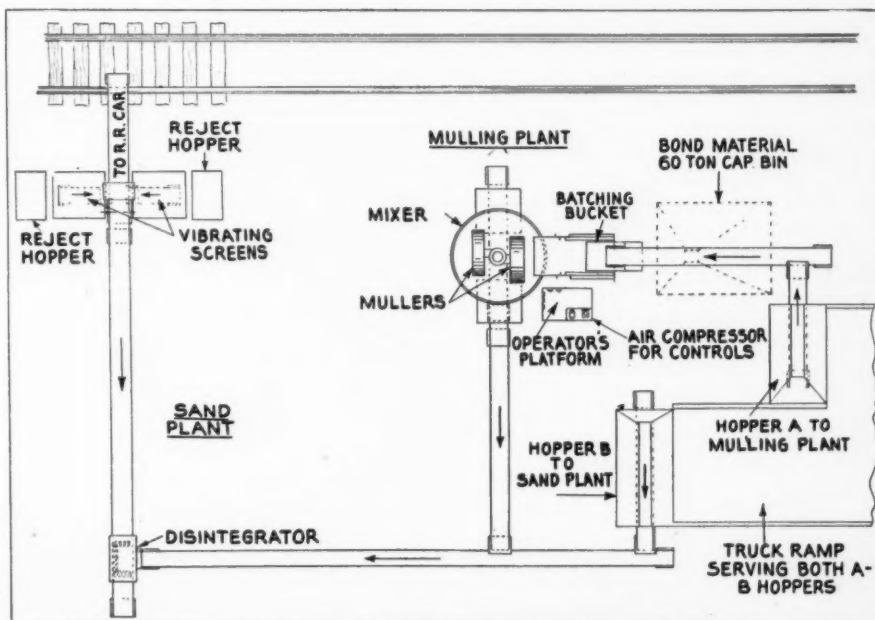 TO R.R. CAR
REJECT
HOPPER
MULLING PLANT
BOND MATERIAL
60 TON CAP. BIN
BATCHING
BUCKET
MIXER
REJECT
HOPPER
VIBRATING
SCREENS
MULLERS
OPERATORS
PLATFORM
AIR COMPRESSOR
FOR CONTROLS
SAND
PLANT
HOPPER A TO
MULLING PLANT
HOPPER B
TO
SAND PLANT
DISINTEGRATOR
TRUCK RAMP
SERVING BOTH A-
B HOPPERS